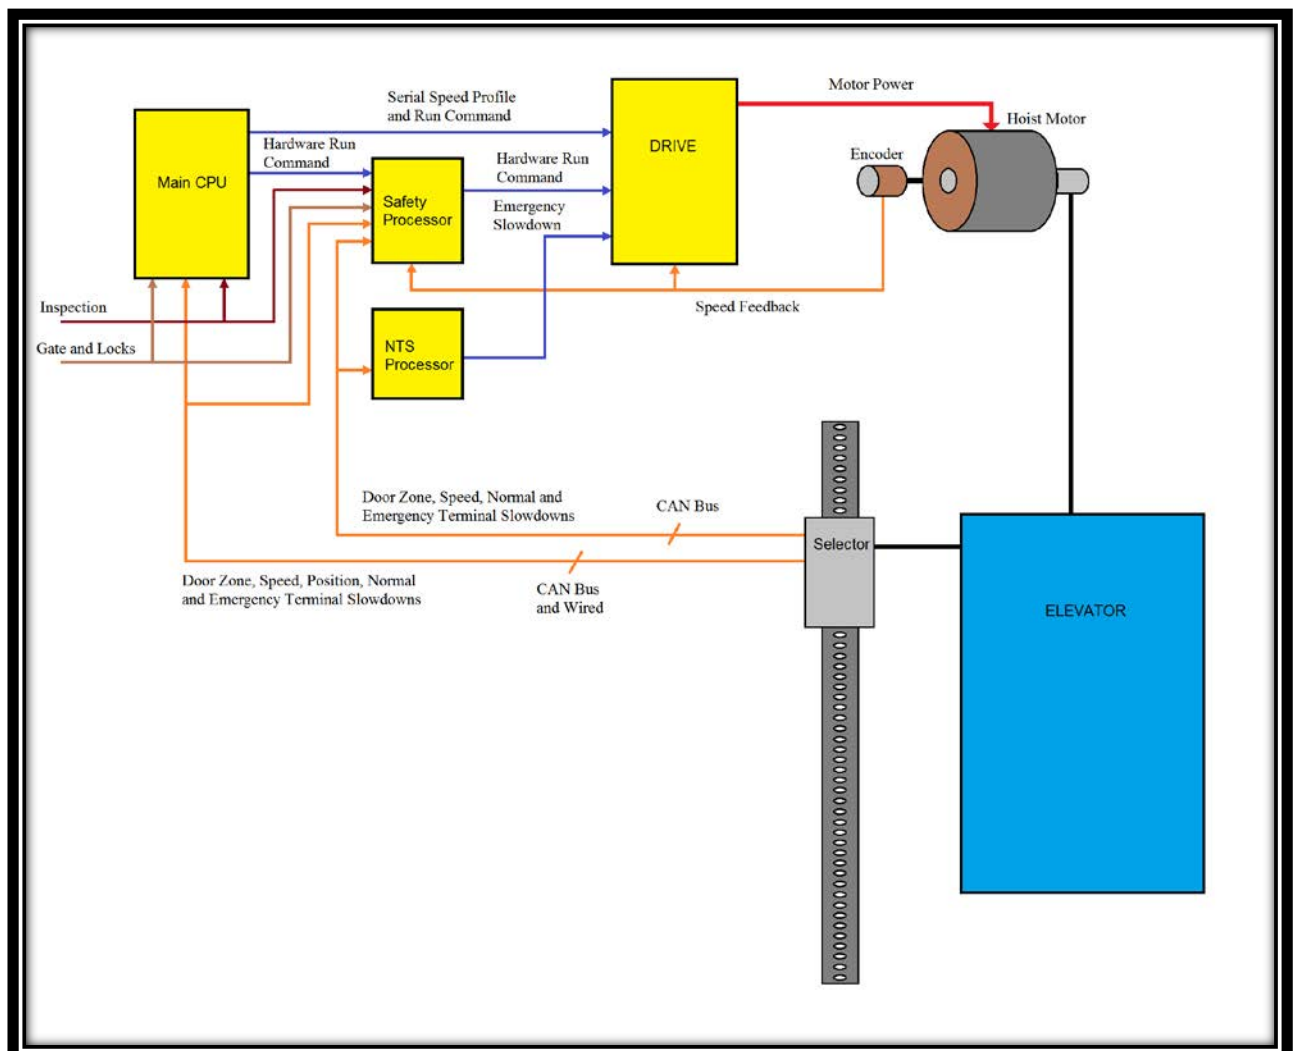 Serial Speed Profile
and Run Command
Motor Power
Hoist Motor
Hardware Run
Command
Main CPU
Safety
Processor
Hardware Run
Command
Emergency
Slowdown
DRIVE
Encoder
Inspection
Gate and Locks
Speed Feedback
NTS
Processor
Door Zone, Speed, Normal and
Emergency Terminal Slowdowns
CAN Bus
Selector
Door Zone, Speed, Position, Normal
and Emergency Terminal Slowdowns
CAN Bus
and Wired
ELEVATOR